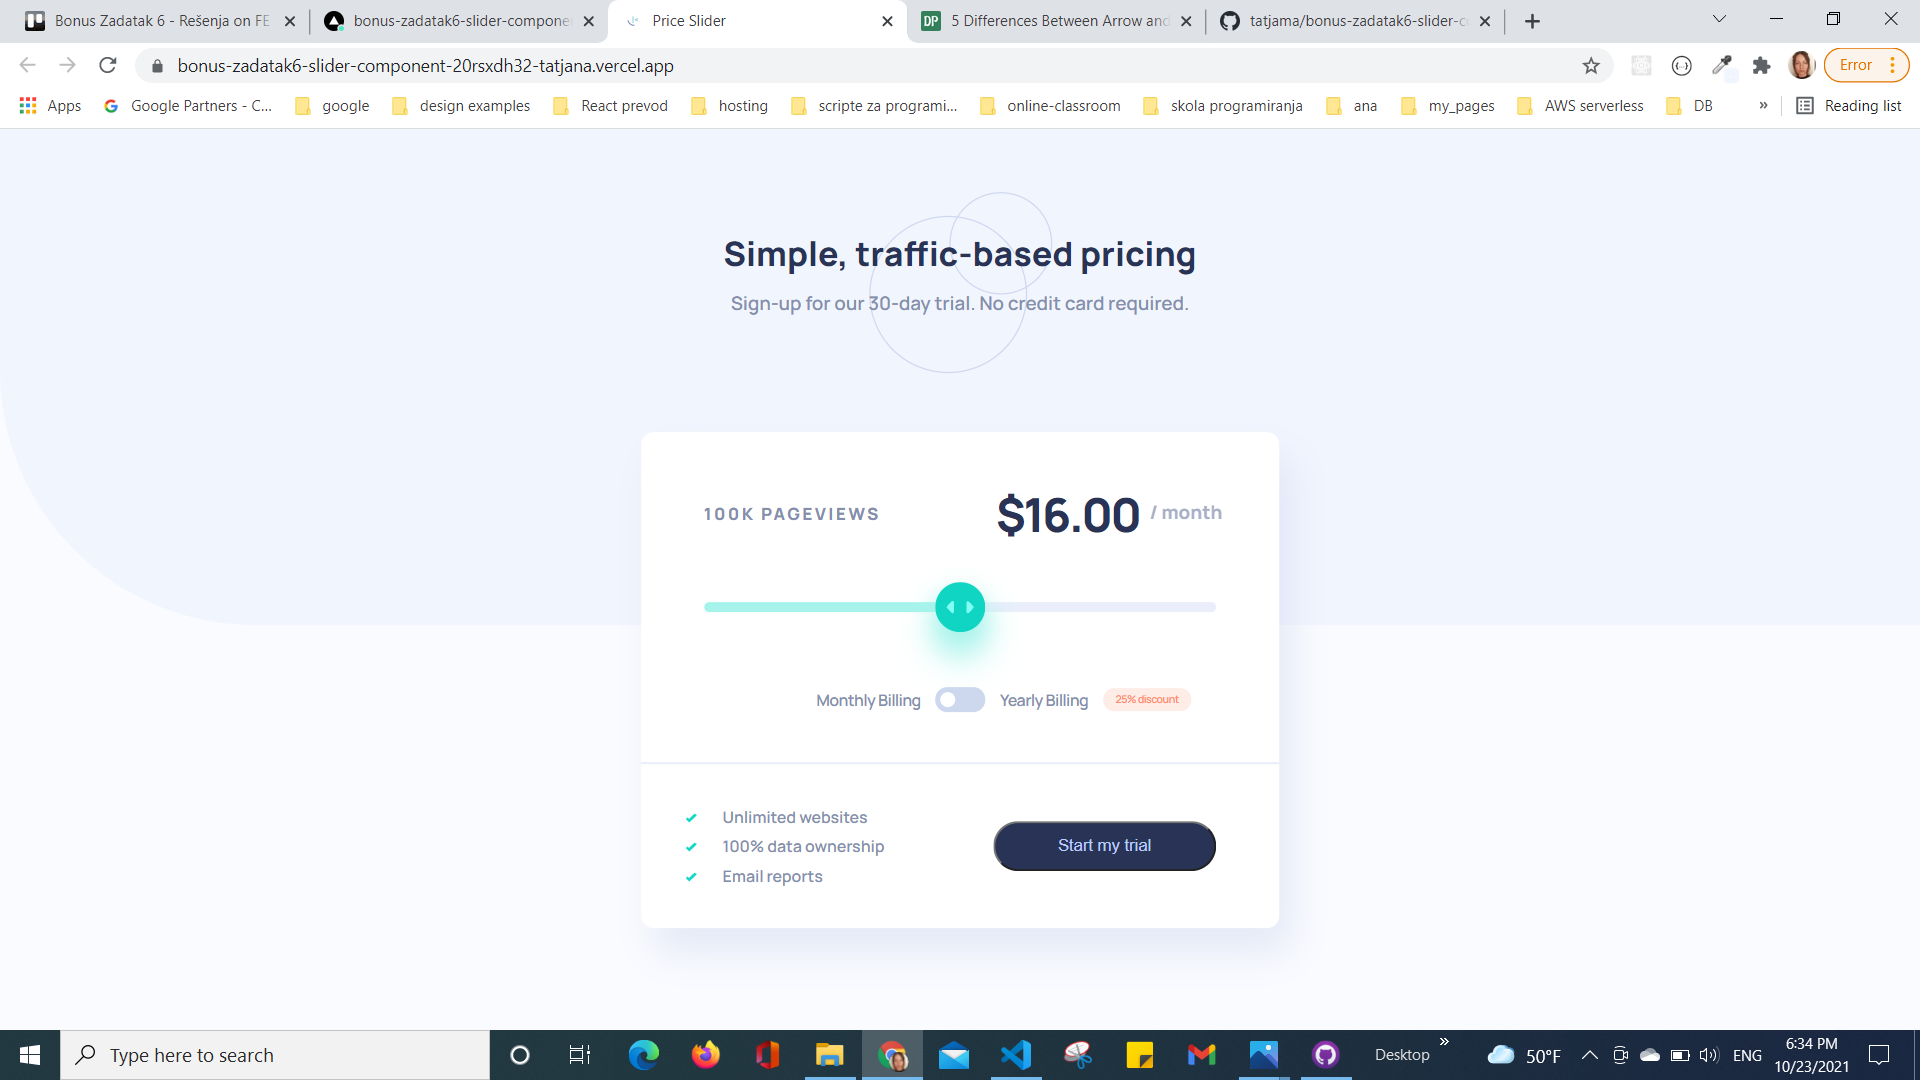 Bonus Zadatak 6 - Rešenja on FE
bonus-zadatak6-slider-compone
Price Slider
DP
5 Differences Between Arrow and
tatjama/bonus-zadatak6-slider-c
bonus-zadatak6-slider-component-20rsxdh32-tatjana.vercel.app
Error
Apps
Google Partners - C...
google
design examples
React prevod
hosting
scripte za programi...
online-classroom
skola programiranja
ana
my_pages
AWS serverless
DB
»
Reading list
Simple, traffic-based pricing
Sign-up for our 30-day trial. No credit card required.
100K PAGEVIEWS
$16.00 / month
Monthly Billing
Yearly Billing
25% discount
Unlimited websites
100% data ownership
Email reports
Start my trial
Type here to search
Desktop
»
50°F
ENG
6:34 PM
10/23/2021